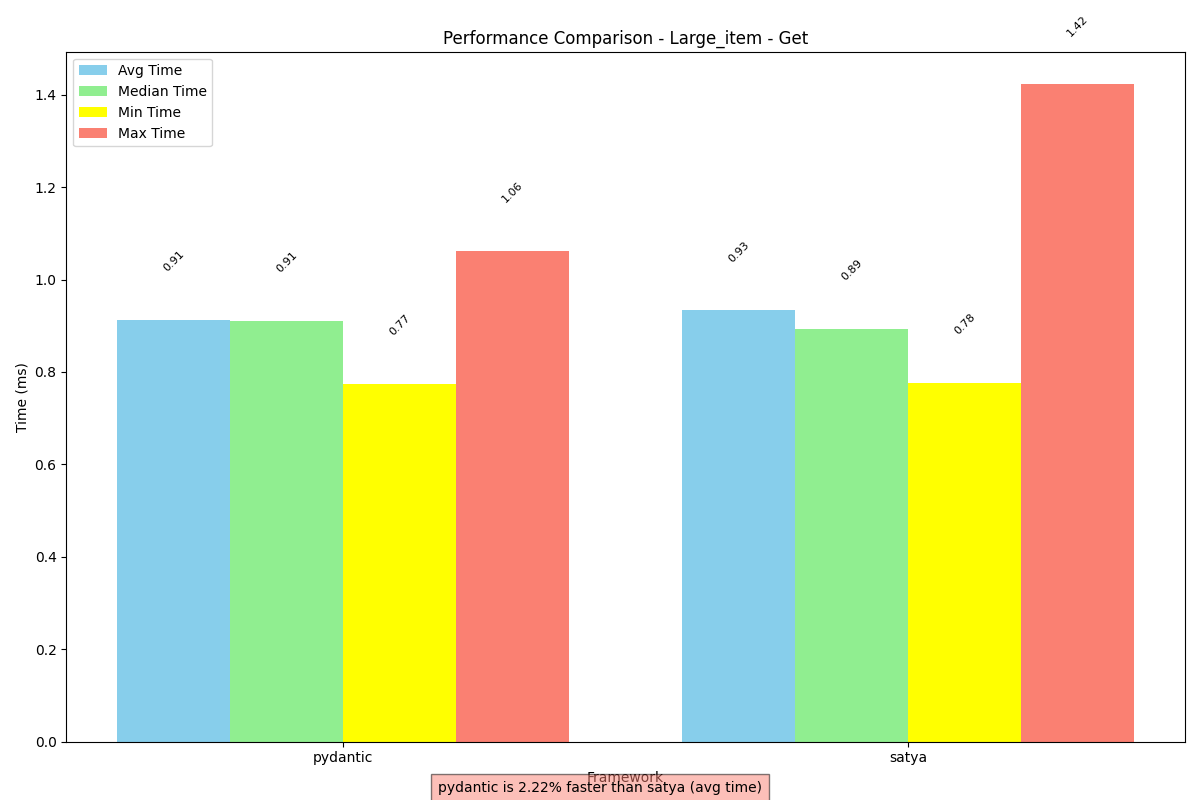 1.42
Performance Comparison - Large_item - Get
Avg Time
Median Time
Min Time
Max Time
1.4
1.2
1.0
0.8
0.6
0.4
0.2
0.0
Time (ms)
0.91
0.91
0.77
1.06
0.93
0.89
0.78
pydantic
satya
Framework
pydantic is 2.22% faster than satya (avg time)